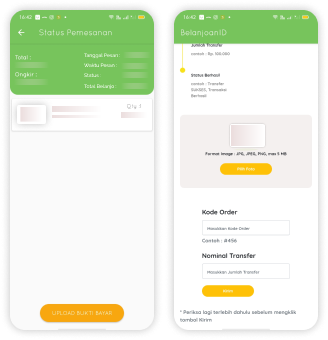 16:42
Status Pemesanan
Total :
Ongkir :
Tanggal Pesan :
Waktu Pesan :
Status :
Total Belanja :
Qty :1
UPLOAD BUKTI BAYAR
16:42
BelanjaanID
Jumlah Transfer
contoh : Rp 100.000
Status Berhasil
contoh : Transfer
SUKSES, Transaksi
Berhasil
Format Image : JPG, JPEG, PNG, max 5 MB
Kode Order
Masukkan Kode Order
Contoh : #456
Nominal Transfer
Masukkan Jumlah Transfer
Kirim
* Periksa lagi terlebih dahulu sebelum mengklik
tombol Kirim